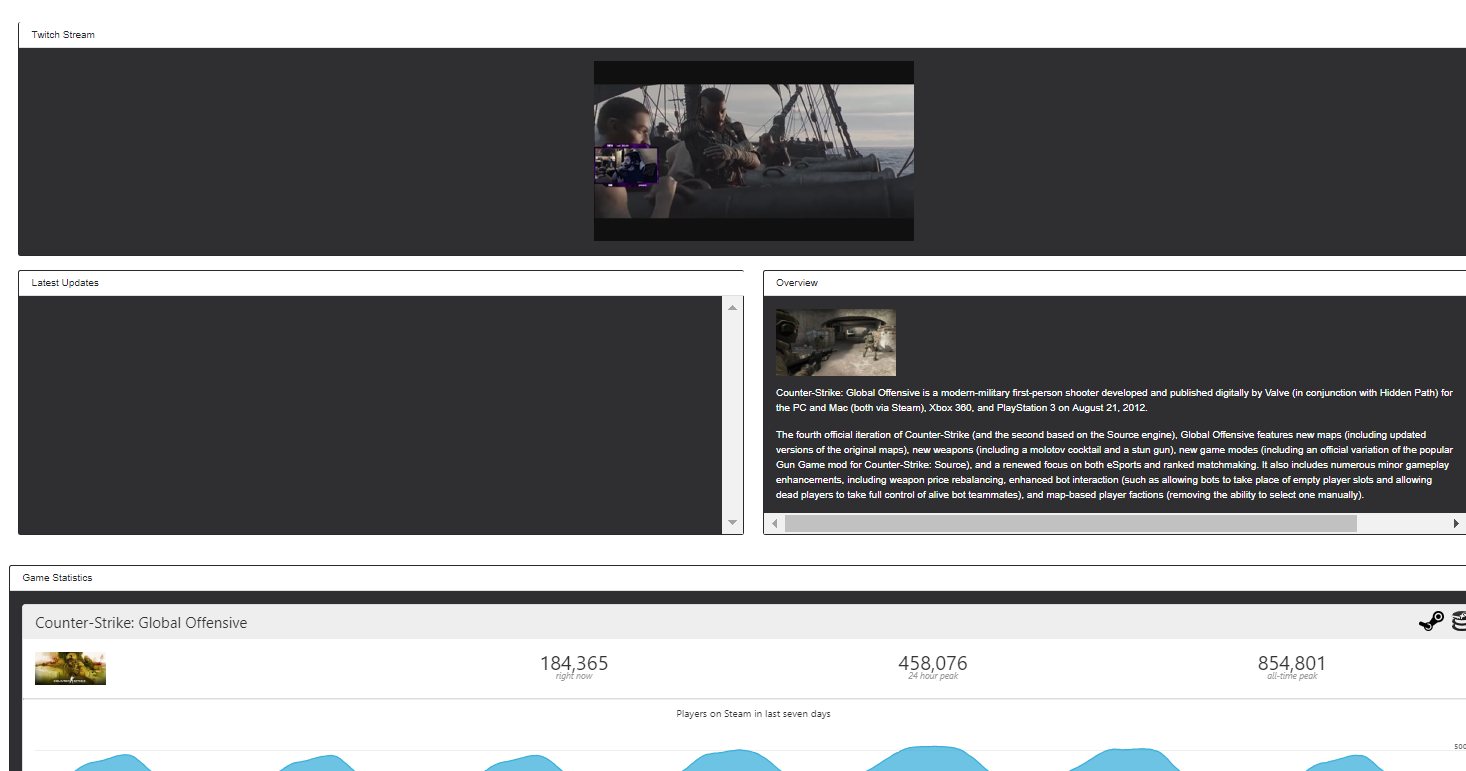 Twitch Stream
Latest Updates
Overview
Counter-Strike: Global Offensive is a modern-military first-person shooter developed and published digitally by Valve (in conjunction with Hidden Path) for
the PC and Mac (both via Steam), Xbox 360, and PlayStation 3 on August 21, 2012.
The fourth official iteration of Counter-Strike (and the second based on the Source engine), Global Offensive features new maps (including updated
versions of the original maps), new weapons (including a molotov cocktail and a stun gun), new game modes (including an official variation of the popular
Gun Game mod for Counter-Strike: Source), and a renewed focus on both eSports and ranked matchmaking. It also includes numerous minor gameplay
enhancements, including weapon price rebalancing, enhanced bot interaction (such as allowing bots to take place of empty player slots and allowing
dead players to take full control of alive bot teammates), and map-based player factions (removing the ability to select one manually).
Game Statistics
Counter-Strike: Global Offensive
184,365
right now
458,076
24 hour peak
854,801
all-time peak
Players on Steam in last seven days